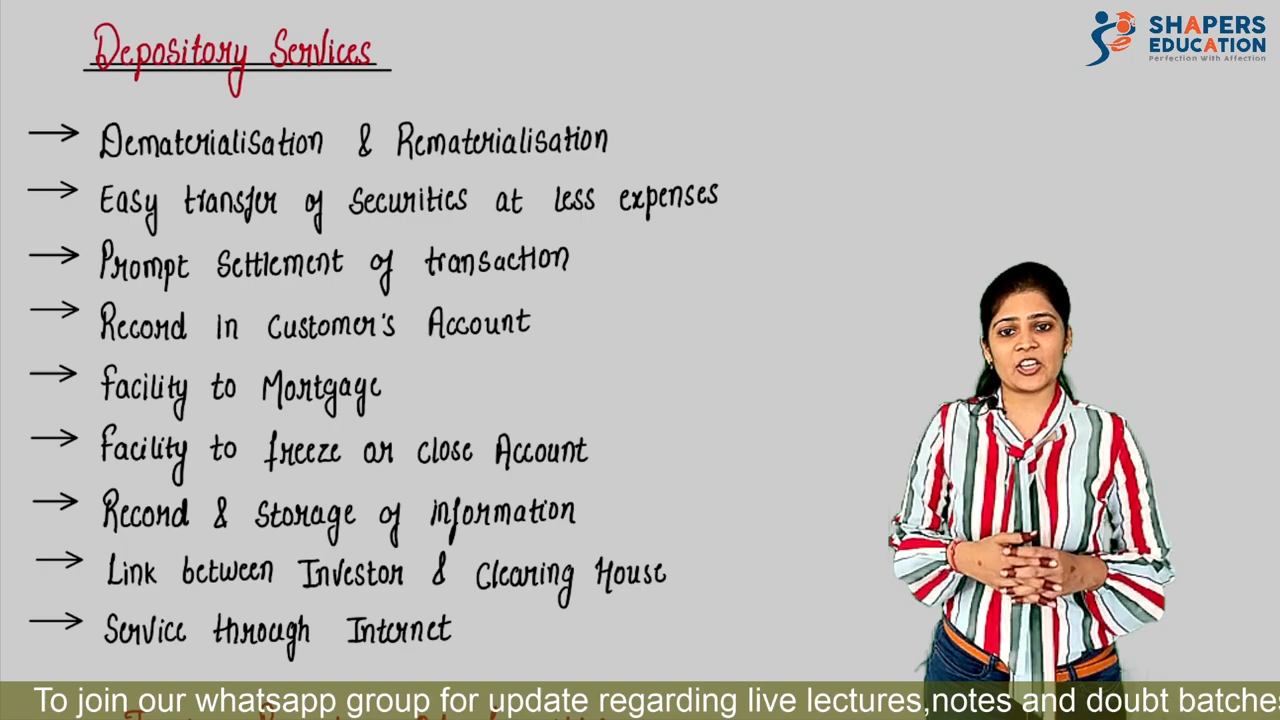 Depository Services
SHAPERS
EDUCATION
Perfection With Affection
→ Dematerialisation & Rematerialisation
→ Easy transfer of Securities at less expenses
→ Prompt Settlement of transaction
→ Record in Customer's Account
→ Facility to Mortgage
→ Facility to freeze or close Account
→ Record & Storage of information
→ Link between Investor & Clearing House
→ Service through Internet
To join our whatsapp group for update regarding live lectures,notes and doubt batche